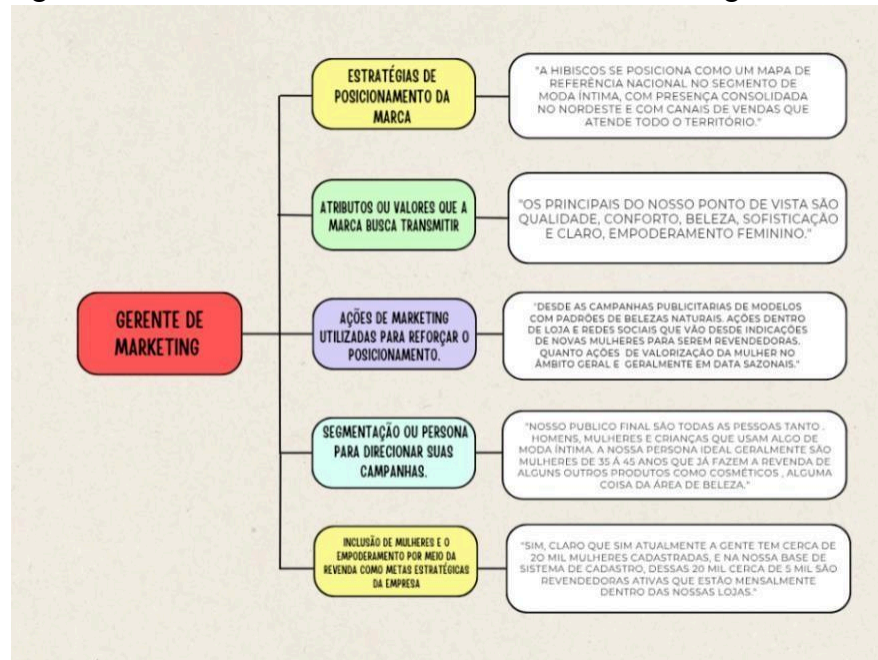 ESTRATÉGIAS DE
POSICIONAMENTO DA
MARCA
"A HIBISCOS SE POSICIONA COMO UM MAPA DE
REFERÊNCIA NACIONAL NO SEGMENTO DE
MODA ÍNTIMA, COM PRESENÇA CONSOLIDADA
NO NORDESTE E COM CANAIS DE VENDAS QUE
ATENDE TODO O TERRITÓRIO."
ATRIBUTOS OU VALORES QUE A
MARCA BUSCA TRANSMITIR
"OS PRINCIPAIS DO NOSSO PONTO DE VISTA SÃO
QUALIDADE, CONFORTO, BELEZA, SOFISTICAÇÃO
E CLARO, EMPODERAMENTO FEMININO."
GERENTE DE
MARKETING
AÇÕES DE MARKETING
UTILIZADAS PARA REFORÇAR O
POSICIONAMENTO.
"DESDE AS CAMPANHAS PUBLICITARIAS DE MODELOS
COM PADRÕES DE BELEZAS NATURAIS. AÇÕES DENTRO
DE LOJA E REDES SOCIAIS QUE VÃO DESDE INDICAÇÕES
DE NOVAS MULHERES PARA SEREM REVENDEDORAS.
QUANTO AÇÕES DE VALORIZAÇÃO DA MULHER NO
ÂMBITO GERAL E GERALMENTE EM DATA SAZONAIS."
SEGMENTAÇÃO OU PERSONA
PARA DIRECIONAR SUAS
CAMPANHAS.
"NOSSO PUBLICO FINAL SÃO TODAS AS PESSOAS TANTO .
HOMENS, MULHERES E CRIANÇAS QUE USAM ALGO DE
MODA ÍNTIMA. A NOSSA PERSONA IDEAL GERALMENTE SÃO
MULHERES DE 35 Á 45 ANOS QUE JÁ FAZEM A REVENDA DE
ALGUNS OUTROS PRODUTOS COMO COSMÉTICOS , ALGUMA
COISA DA ÁREA DE BELEZA."
INCLUSÃO DE MULHERES E O
EMPODERAMENTO POR MEIO DA
REVENDA COMO METAS ESTRATÉGICAS
DA EMPRESA
"SIM, CLARO QUE SIM ATUALMENTE A GENTE TEM CERCA DE
20 MIL MULHERES CADASTRADAS, E NA NOSSA BASE DE
SISTEMA DE CADASTRO, DESSAS 20 MIL CERCA DE 5 MIL SÃO
REVENDEDORAS ATIVAS QUE ESTÃO MENSALMENTE
DENTRO DAS NOSSAS LOJAS."